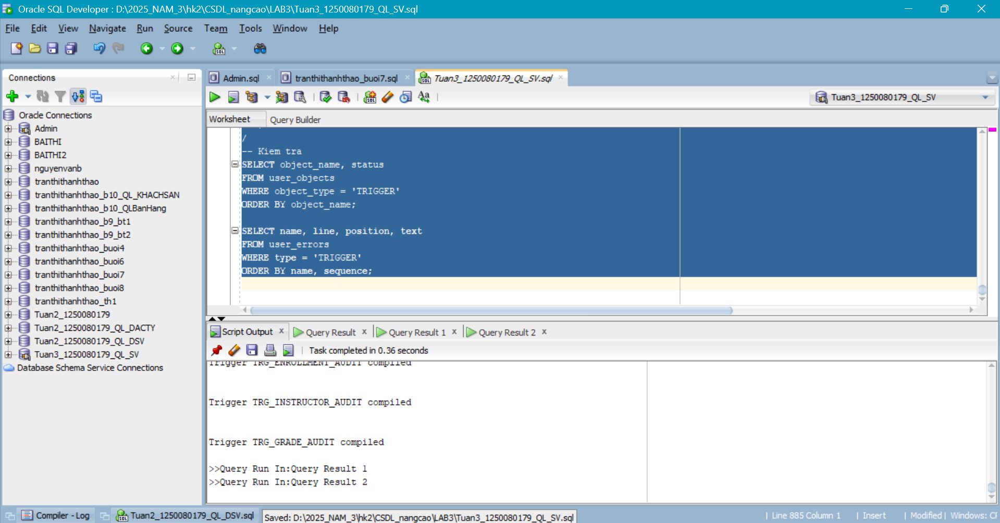 Oracle SQL Developer : D:\2025_NAM_3\hk2\CSDL_nangcao\LAB3\Tuan3_1250080179_QL_SV.sql
File Edit View Navigate Run Source Team Tools Window Help
Connections
Oracle Connections
Admin
BAITHI
BAITHI2
nguyenvanb
tranthithanhthao
tranthithanhthao_b10_QL_KHACHSAN
tranthithanhthao_b10_QLBanHang
tranthithanhthao_b9_bt1
tranthithanhthao_b9_bt2
tranthithanhthao_buoi4
tranthithanhthao_buoi6
tranthithanhthao_buoi7
tranthithanhthao_buoi8
tranthithanhthao_th1
Tuan2_1250080179
Tuan2_1250080179_QL_DACTY
Tuan2_1250080179_QL_DSV
Tuan3_1250080179_QL_SV
Database Schema Service Connections
Admin.sql tranthithanhthao_buoi7.sql Tuan3_1250080179_QL_SV.sql
Tuan3_1250080179_QL_SV
Worksheet Query Builder
/
-- Kiem tra
SELECT object_name, status
FROM user_objects
WHERE object_type = 'TRIGGER'
ORDER BY object_name;
SELECT name, line, position, text
FROM user_errors
WHERE type = 'TRIGGER'
ORDER BY name, sequence;
Script Output Query Result Query Result 1 Query Result 2
Task completed in 0.36 seconds
Trigger TRG_ENROLLMENT_AUDIT compiled
Trigger TRG_INSTRUCTOR_AUDIT compiled
Trigger TRG_GRADE_AUDIT compiled
>>Query Run In:Query Result 1
>>Query Run In:Query Result 2
Compiler - Log Tuan2_1250080179_QL_DSV.sql Saved: D:\2025_NAM_3\hk2\CSDL_nangcao\LAB3\Tuan3_1250080179_QL_SV.sql Line 885 Column 1 Insert Modified Windows: